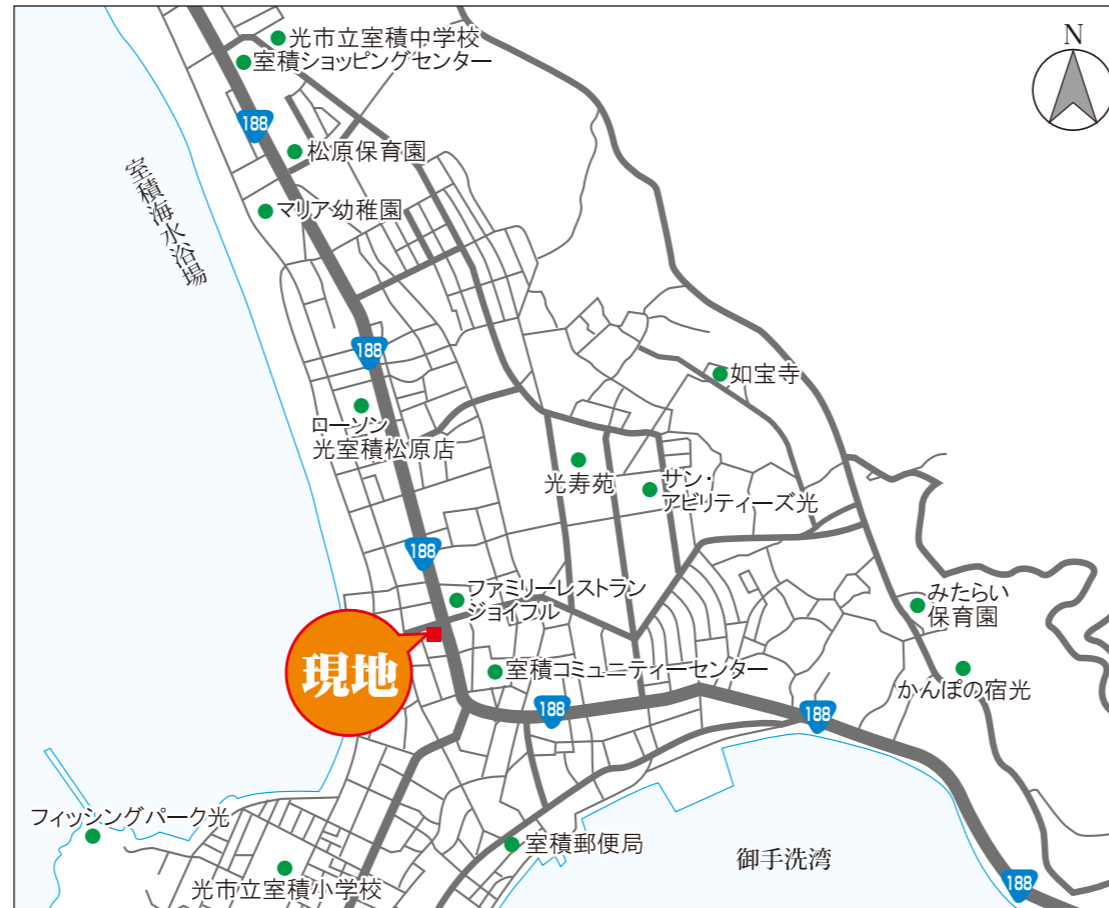 光市立室積中学校
室積ショッピングセンター
N
188
松原保育園
室積海水浴場
マリア幼稚園
188
如宝寺
ローソン
光室積松原店
光寿苑
サン・
アビリティーズ光
188
ファミリーレストラン
ジョイフル
みたらい
保育園
現地
室積コミュニティーセンター
かんぽの宿光
188
188
フィッシングパーク光
室積郵便局
御手洗湾
光市立室積小学校
188